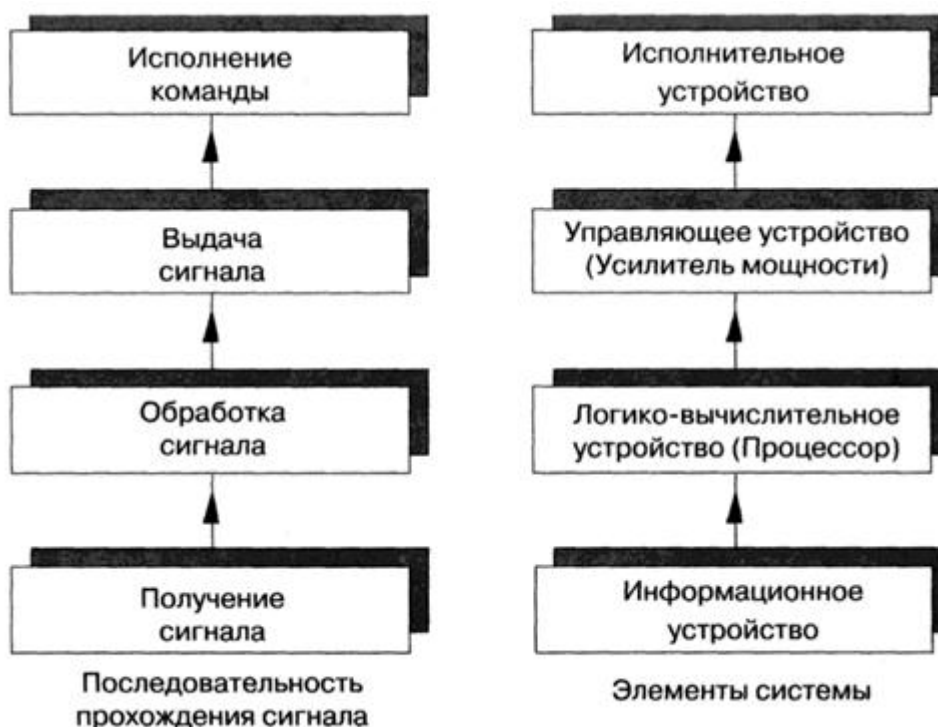 Исполнение
команды
Выдача
сигнала
Обработка
сигнала
Получение
сигнала
Последовательность
прохождения сигнала
Исполнительное
устройство
Управляющее устройство
(Усилитель мощности)
Логико-вычислительное
устройство (Процессор)
Информационное
устройство
Элементы системы